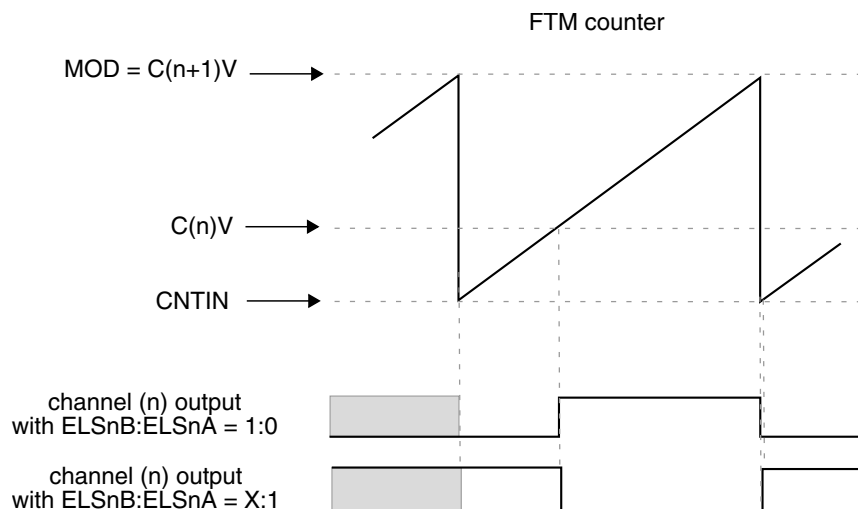 FTM counter
MOD = C(n+1)V
C(n)V
CNTIN
channel (n) output
with ELSnB:ELSnA = 1:0
channel (n) output
with ELSnB:ELSnA = X:1